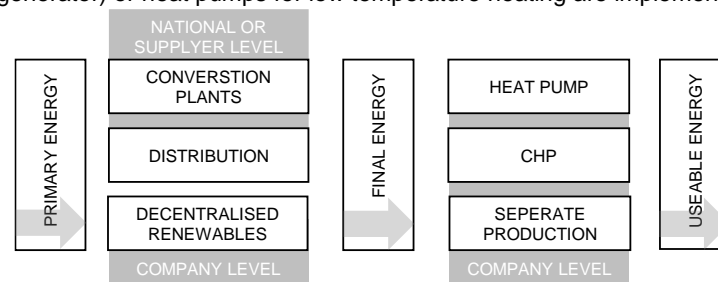 generator) or heat pumps for low temperature heating are implemen
NATIONAL OR
SUPPLYER LEVEL
PRIMARY ENERGY
CONVERSTION
PLANTS
DISTRIBUTION
DECENTRALISED
RENEWABLES
COMPANY LEVEL
FINAL ENERGY
HEAT PUMP
CHP
SEPERATE
PRODUCTION
COMPANY LEVEL
USEABLE ENERGY